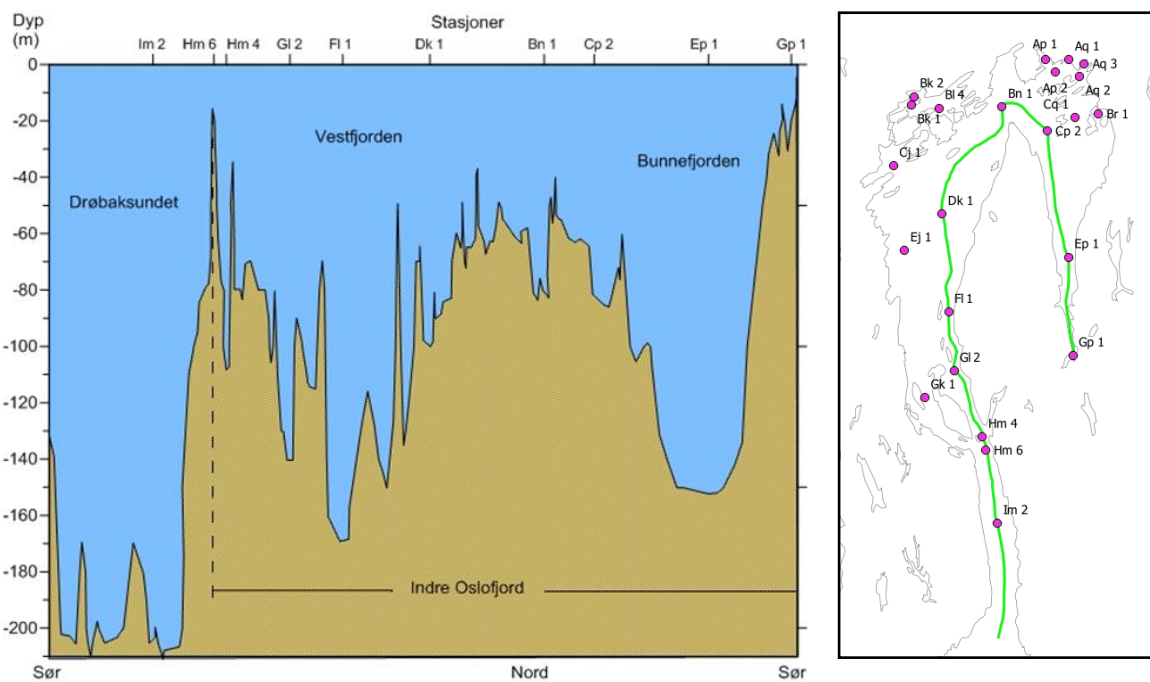 Dyp
(m)
Stasjoner
Im 2 Hm 6 Hm 4 Gl 2 Fl 1 Dk 1 Bn 1 Cp 2 Ep 1 Gp 1
0
-20
-40
-60
-80
-100
-120
-140
-160
-180
-200
Vestfjorden
Bunnefjorden
Drøbaksundet
Indre Oslofjord
Sør Nord Sør
Ap 1 Aq 1
Aq 3
Ap 2 Aq 2
Bk 2
Bl 4
Bk 1
Bn 1
Cq 1
Br 1
Cp 2
Cj 1
Dk 1
Ej 1
Ep 1
Fl 1
Gp 1
Gl 2
Gk 1
Hm 4
Hm 6
Im 2